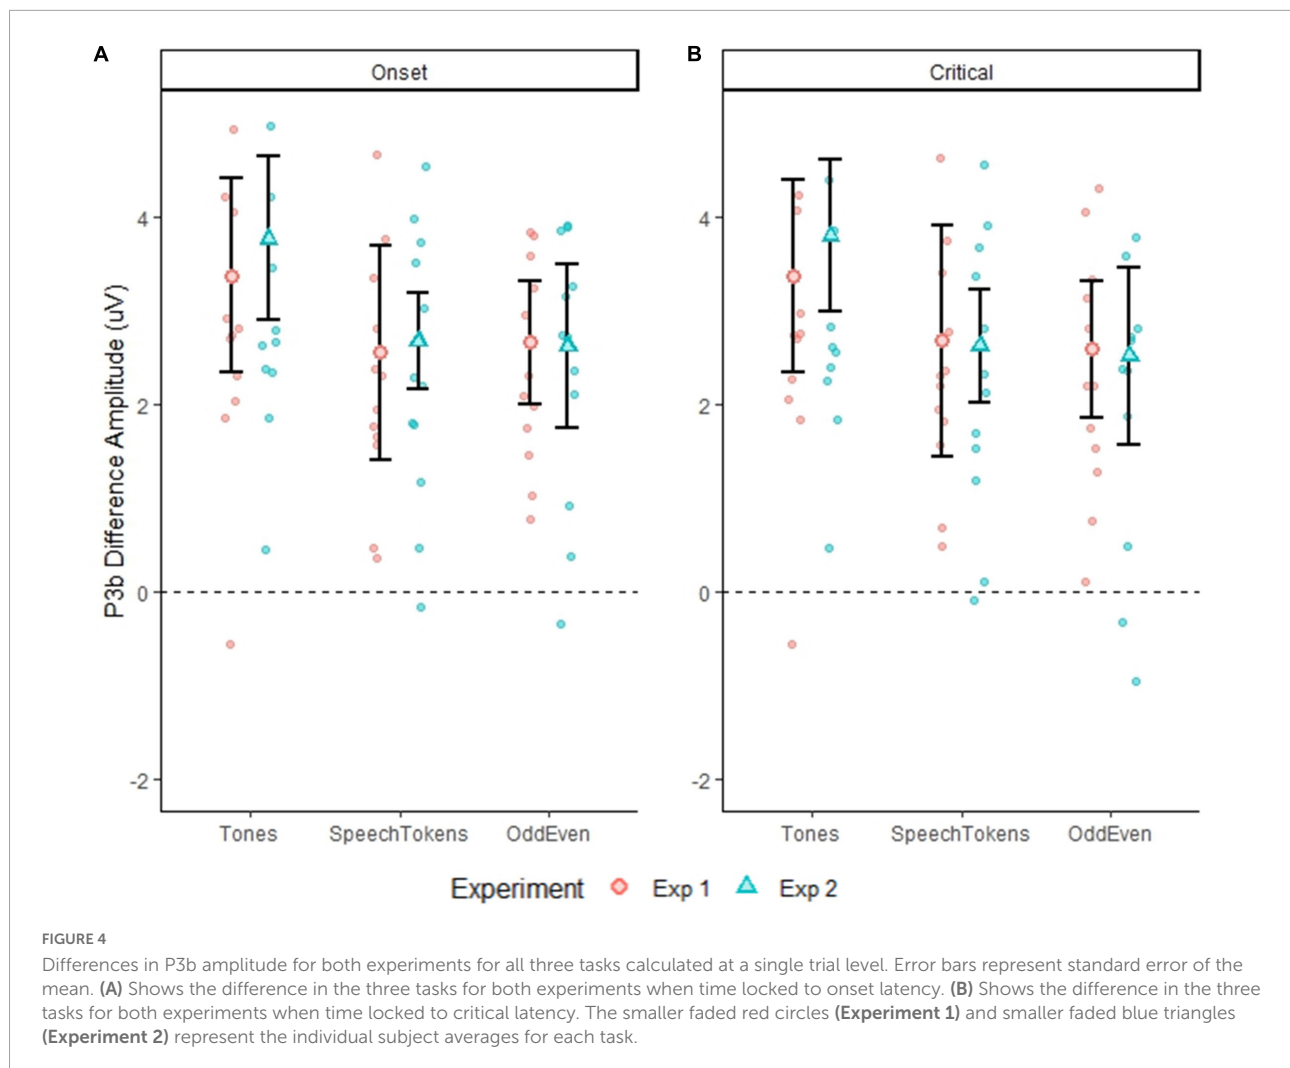 A
B
Onset
Critical
P3b Difference Amplitude (uV)
4
2
0
-2
4
2
0
-2
Tones
SpeechTokens
OddEven
Tones
SpeechTokens
OddEven
Experiment
Exp 1
Exp 2
FIGURE 4
Differences in P3b amplitude for both experiments for all three tasks calculated at a single trial level. Error bars represent standard error of the
mean. (A) Shows the difference in the three tasks for both experiments when time locked to onset latency. (B) Shows the difference in the three
tasks for both experiments when time locked to critical latency. The smaller faded red circles (Experiment 1) and smaller faded blue triangles
(Experiment 2) represent the individual subject averages for each task.